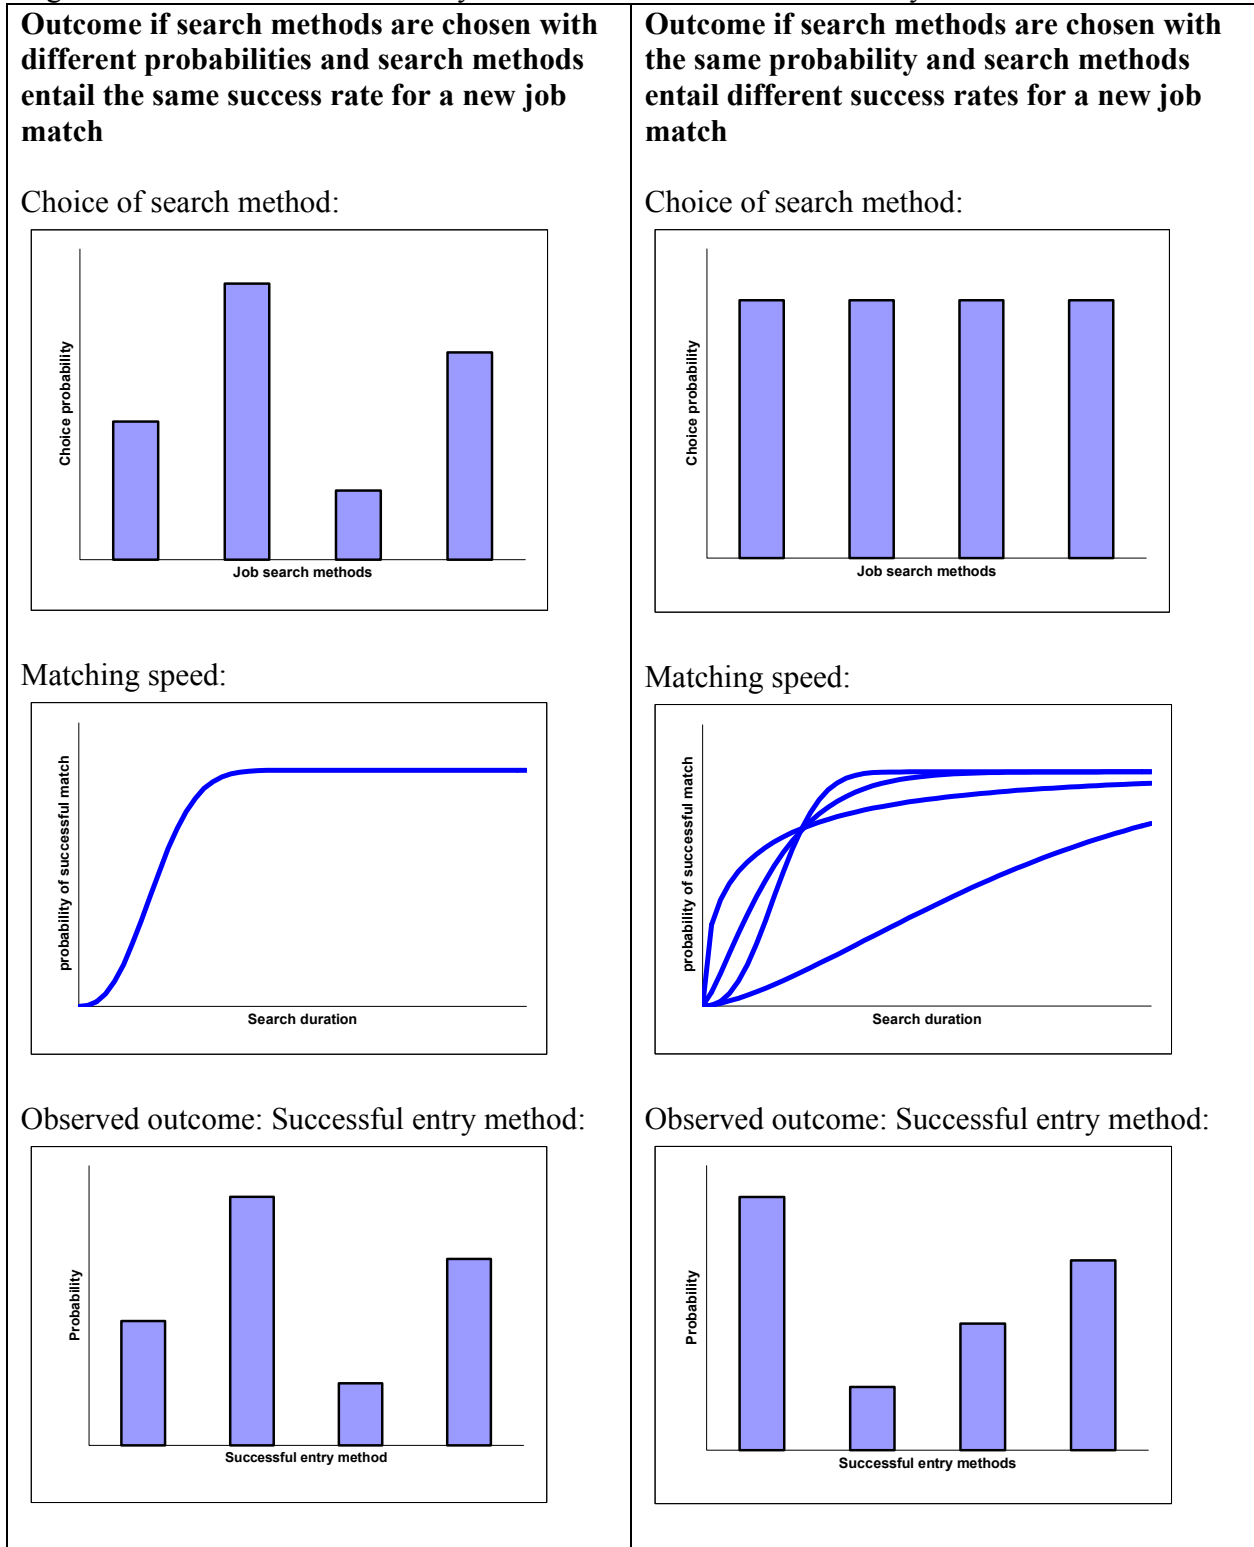 Outcome if search methods are chosen with
different probabilities and search methods
entail the same success rate for a new job
match
Choice of search method:
Choice probability
Job search methods
Matching speed:
probability of successful match
Search duration
Observed outcome: Successful entry method:
Probability
Successful entry method
Outcome if search methods are chosen with
the same probability and search methods
entail different success rates for a new job
match
Choice of search method:
Choice probability
Job search methods
Matching speed:
probability of successful match
Search duration
Observed outcome: Successful entry method:
Probability
Successful entry methods